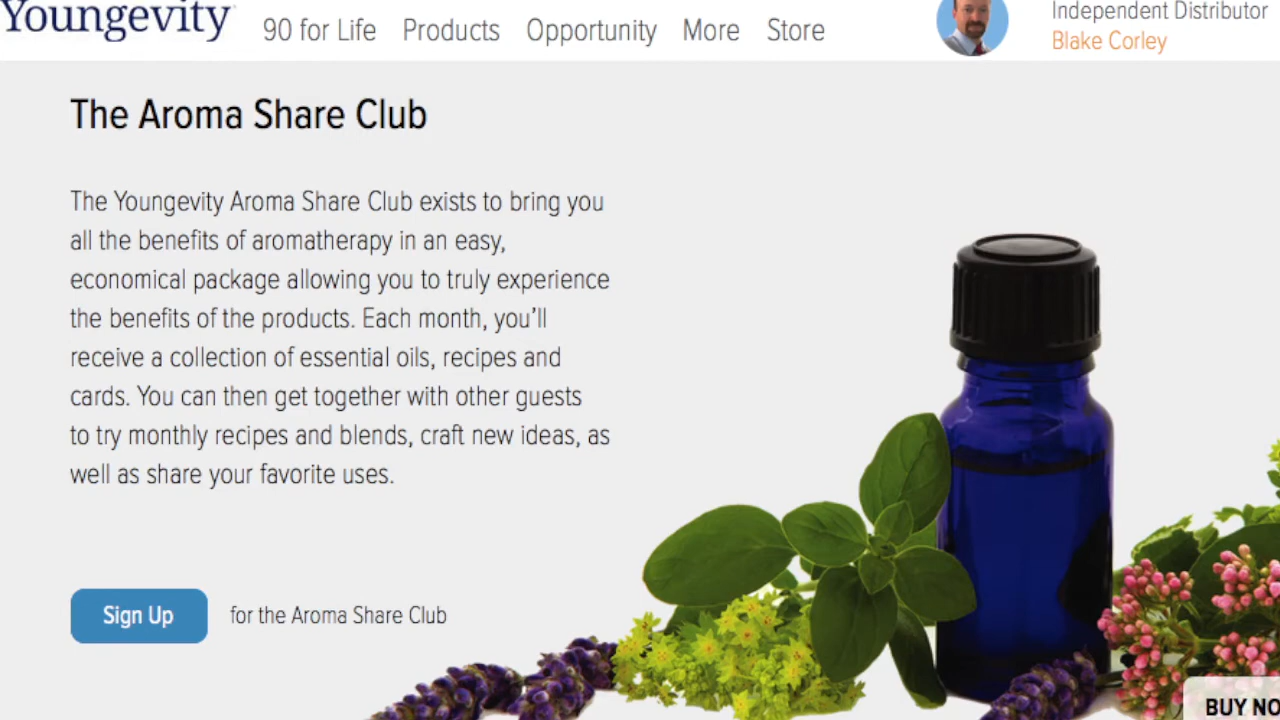 Youngevity
90 for Life Products Opportunity More Store
Independent Distributor
Blake Corley
The Aroma Share Club
The Youngevity Aroma Share Club exists to bring you
all the benefits of aromatherapy in an easy,
economical package allowing you to truly experience
the benefits of the products. Each month, you’ll
receive a collection of essential oils, recipes and
cards. You can then get together with other guests
to try monthly recipes and blends, craft new ideas, as
well as share your favorite uses.
Sign Up for the Aroma Share Club
BUY NO